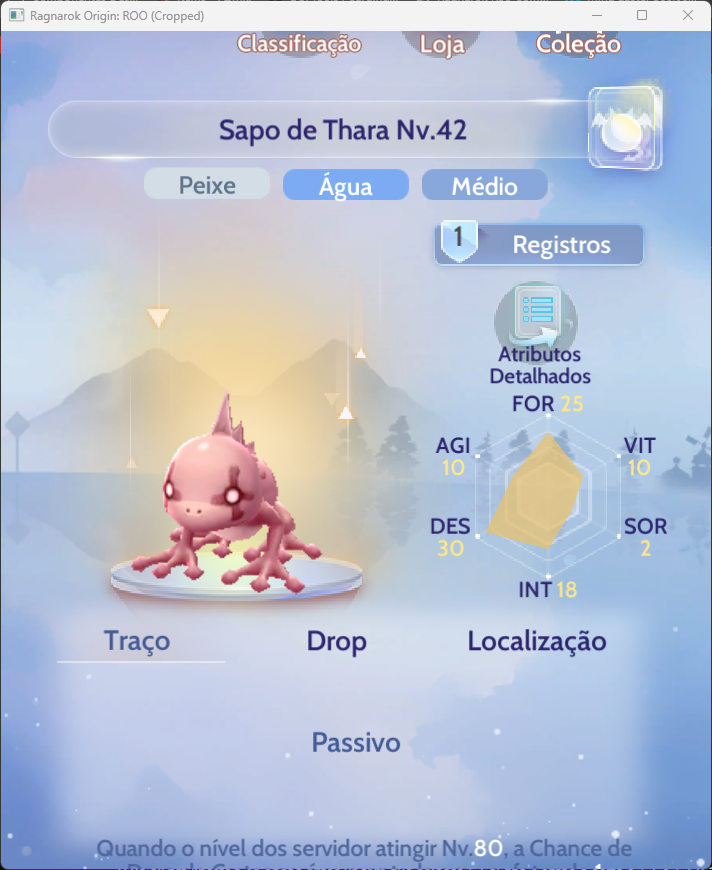 Ragnarok Origin: ROO (Cropped)
Classificação
Loja
Coleção
Sapo de Thara Nv.42
Peixe
Água
Médio
1
Registros
Atributos
Detalhados
FOR 25
AGI
10
VIT
10
DES
30
SOR
2
INT 18
Traço
Drop
Localização
Passivo
Quando o nível dos servidor atingir Nv.80, a Chance de